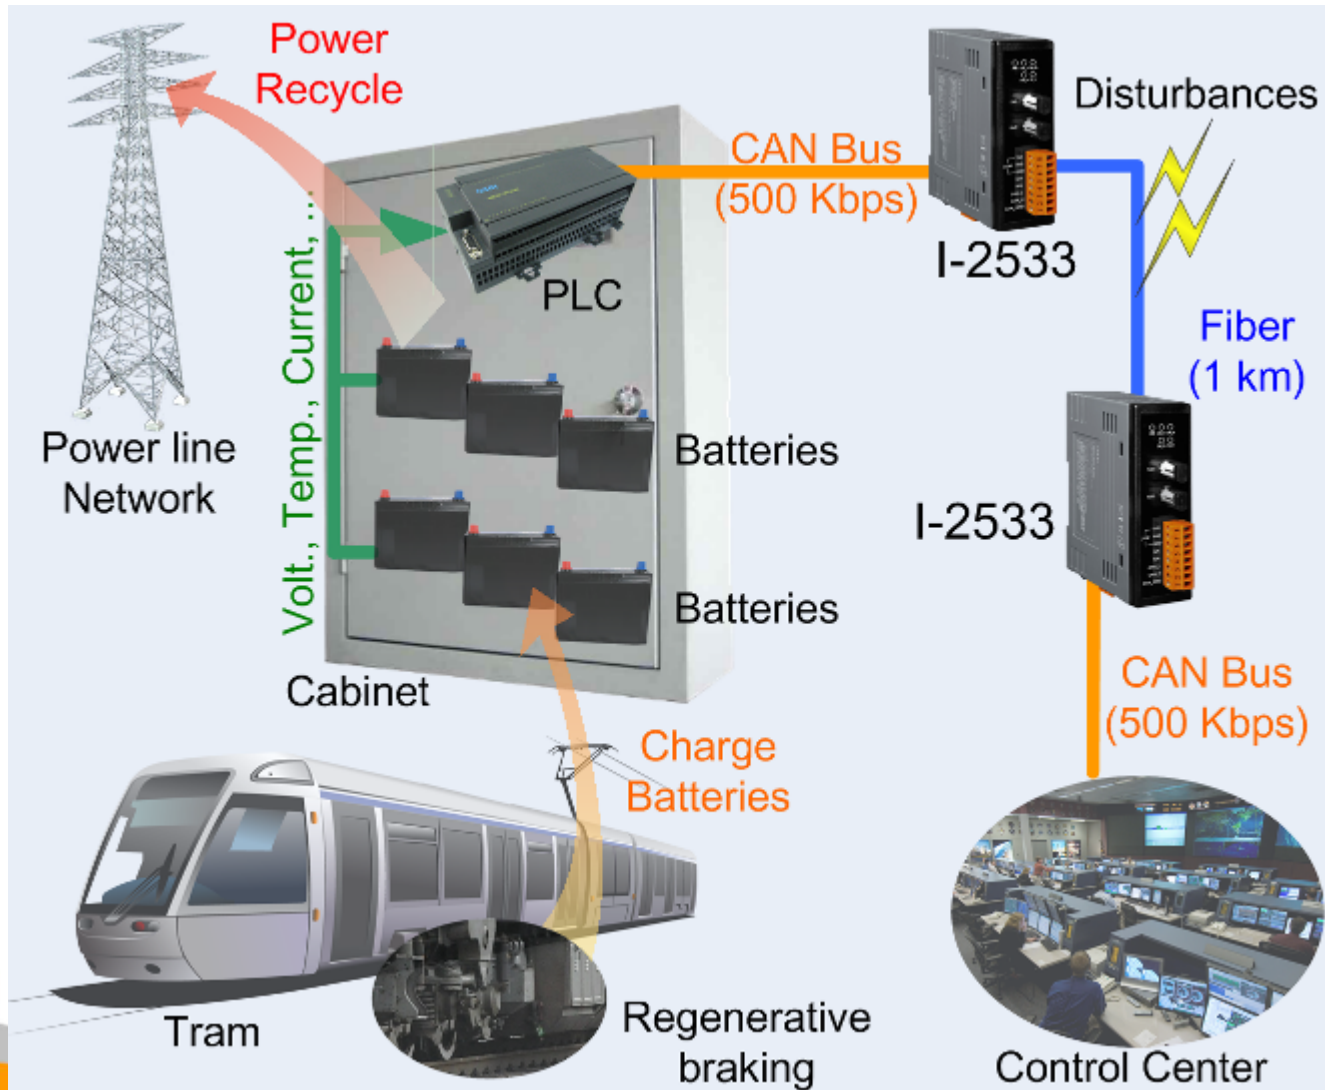 Power
Recycle
Disturbances
CAN Bus
(500 Kbps)
I-2533
PLC
Volt., Temp., Current, ...
Fiber
(1 km)
Power line
Network
Batteries
I-2533
Batteries
Cabinet
CAN Bus
(500 Kbps)
Charge
Batteries
Tram
Regenerative
braking
Control Center